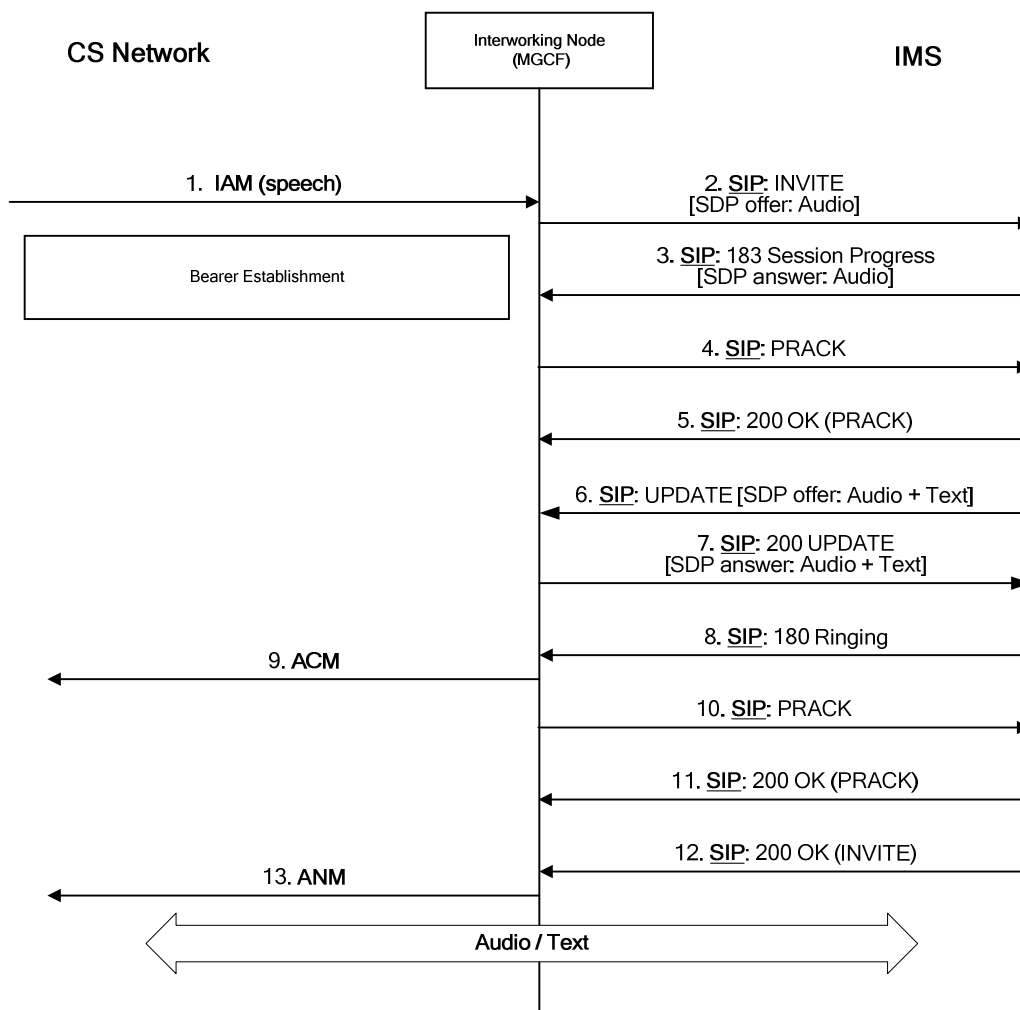 CS Network
Interworking Node
(MGCF)
IMS
1. IAM (speech)
2. SIP: INVITE
[SDP offer: Audio]
Bearer Establishment
3. SIP: 183 Session Progress
[SDP answer: Audio]
4. SIP: PRACK
5. SIP: 200 OK (PRACK)
6. SIP: UPDATE [SDP offer: Audio + Text]
7. SIP: 200 UPDATE
[SDP answer: Audio + Text]
8. SIP: 180 Ringing
9. ACM
10. SIP: PRACK
11. SIP: 200 OK (PRACK)
12. SIP: 200 OK (INVITE)
13. ANM
Audio / Text